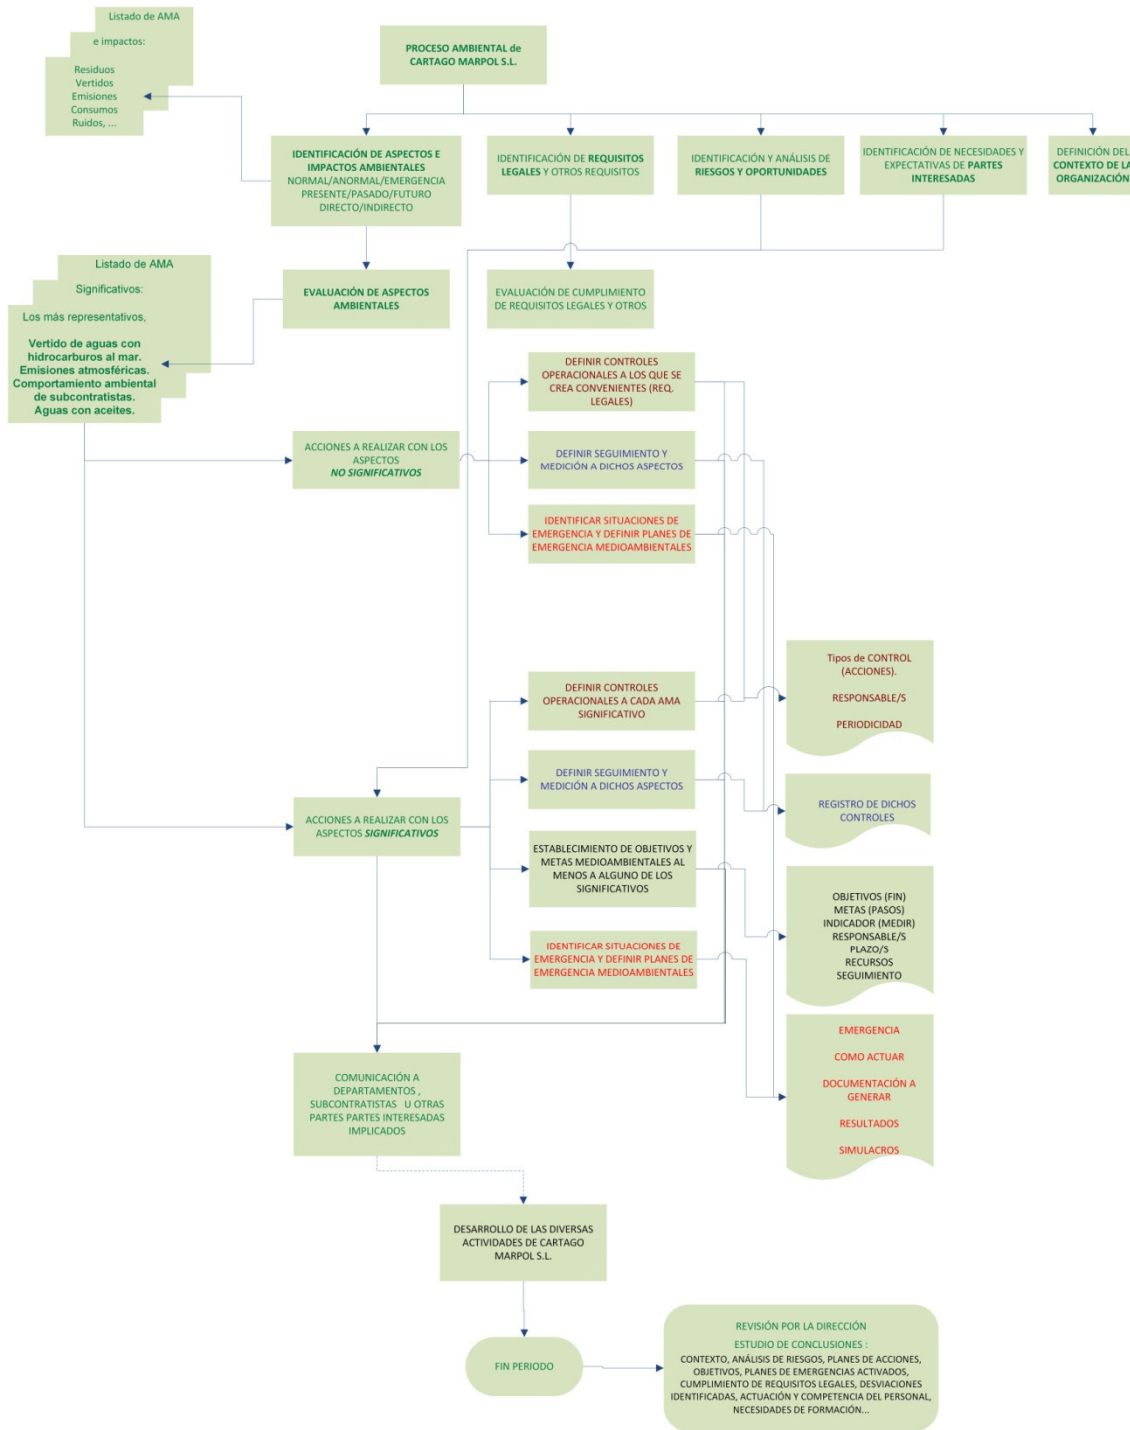 Listado de AMA
e impactos:
Residuos
Vertidos
Emisiones
Consumos
Ruidos, ...
PROCESO AMBIENTAL de
CARTAGO MARPOL S.L.
IDENTIFICACIÓN DE ASPECTOS E
IMPACTOS AMBIENTALES
NORMAL/ANORMAL/EMERGENCIA
PRESENTE/PASADO/FUTURO
DIRECTO/INDIRECTO
IDENTIFICACIÓN DE REQUISITOS
LEGALES Y OTROS REQUISITOS
IDENTIFICACIÓN Y ANÁLISIS DE
RIESGOS Y OPORTUNIDADES
IDENTIFICACIÓN DE NECESIDADES Y
EXPECTATIVAS DE PARTES
INTERESADAS
DEFINICIÓN DEL
CONTEXTO DE LA
ORGANIZACIÓN
Listado de AMA
Significativos:
Los más representativos,
Vertido de aguas con
hidrocarburos al mar.
Emisiones atmosféricas.
Comportamiento ambiental
de subcontratistas.
Aguas con aceites.
EVALUACIÓN DE ASPECTOS
AMBIENTALES
EVALUACIÓN DE CUMPLIMIENTO
DE REQUISITOS LEGALES Y OTROS
DEFINIR CONTROLES
OPERACIONALES A LOS QUE SE
CREA CONVENIENTES (REQ.
LEGALES)
ACCIONES A REALIZAR CON LOS
ASPECTOS
NO SIGNIFICATIVOS
DEFINIR SEGUIMIENTO Y
MEDICIÓN A DICHOS ASPECTOS
IDENTIFICAR SITUACIONES DE
EMERGENCIA Y DEFINIR PLANES DE
EMERGENCIA MEDIOAMBIENTALES
DEFINIR CONTROLES
OPERACIONALES A CADA AMA
SIGNIFICATIVO
Tipos de CONTROL
(ACCIONES).
RESPONSABLE/S
PERIODICIDAD
DEFINIR SEGUIMIENTO Y
MEDICIÓN A DICHOS ASPECTOS
REGISTRO DE DICHOS
CONTROLES
ACCIONES A REALIZAR CON LOS
ASPECTOS SIGNIFICATIVOS
ESTABLECIMIENTO DE OBJETIVOS Y
METAS MEDIOAMBIENTALES AL
MENOS A ALGUNO DE LOS
SIGNIFICATIVOS
OBJETIVOS (FIN)
METAS (PASOS)
INDICADOR (MEDIR)
RESPONSABLE/S
PLAZO/S
RECURSOS
SEGUIMIENTO
IDENTIFICAR SITUACIONES DE
EMERGENCIA Y DEFINIR PLANES DE
EMERGENCIA MEDIOAMBIENTALES
EMERGENCIA
COMO ACTUAR
DOCUMENTACIÓN A
GENERAR
RESULTADOS
SIMULACROS
COMUNICACIÓN A
DEPARTAMENTOS ,
SUBCONTRATISTAS U OTRAS
PARTES PARTES INTERESADAS
IMPLICADOS
DESARROLLO DE LAS DIVERSAS
ACTIVIDADES DE CARTAGO
MARPOL S.L.
FIN PERIODO
REVISIÓN POR LA DIRECCIÓN
ESTUDIO DE CONCLUSIONES :
CONTEXTO, ANÁLISIS DE RIESGOS, PLANES DE ACCIONES,
OBJETIVOS, PLANES DE EMERGENCIAS ACTIVADOS,
CUMPLIMIENTO DE REQUISITOS LEGALES, DESVIACIONES
IDENTIFICADAS, ACTUACIÓN Y COMPETENCIA DEL PERSONAL,
NECESIDADES DE FORMACIÓN...